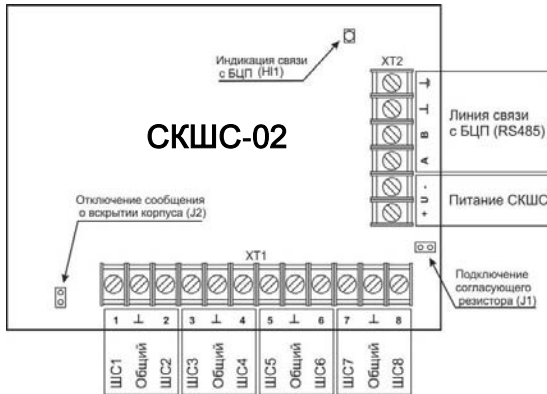 Индикация связи
с БЦП (HI1)
XT2
СКШС-02
⏚
⊥
B
A
Линия связи
с БЦП (RS485)
- U +
Питание СКШС
Отключение сообщения
о вскрытии корпуса (J2)
XT1
Подключение
согласующего
резистора (J1)
1 ⊥ 2 3 ⊥ 4 5 ⊥ 6 7 ⊥ 8
ШС1 Общий ШС2 ШС3 Общий ШС4 ШС5 Общий ШС6 ШС7 Общий ШС8